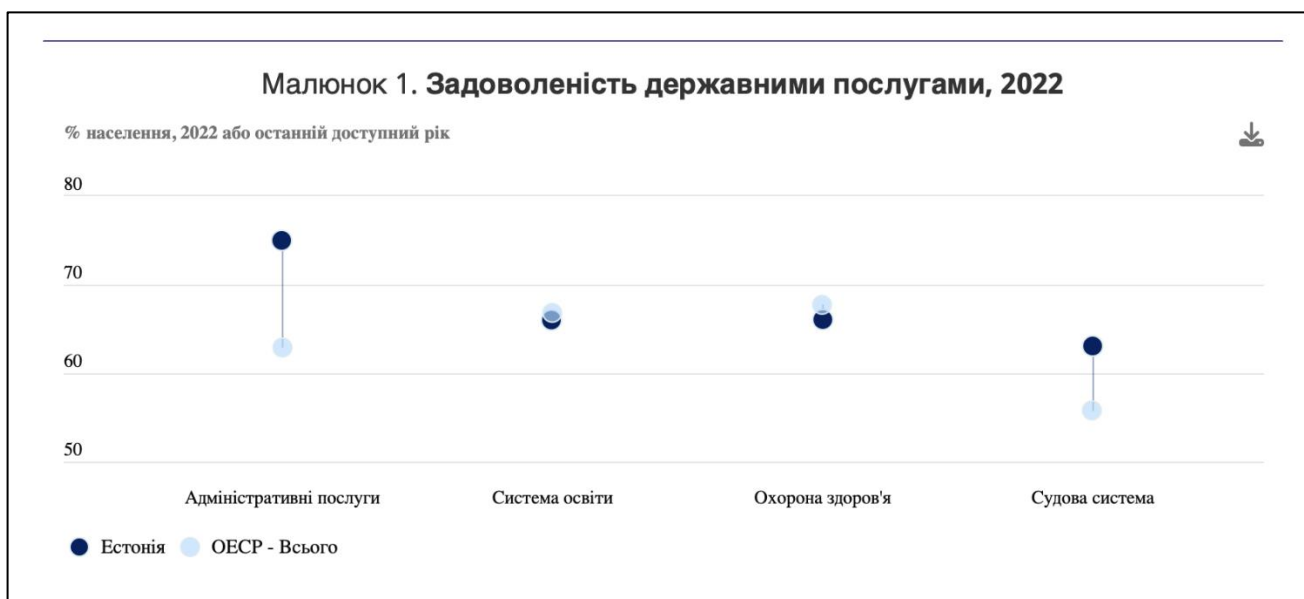 Малюнок 1. Задоволеність державними послугами, 2022
% населення, 2022 або останній доступний рік
80
70
60
50
Адміністративні послуги Система освіти Охорона здоров'я Судова система
Естонія ОЕСР - Всього